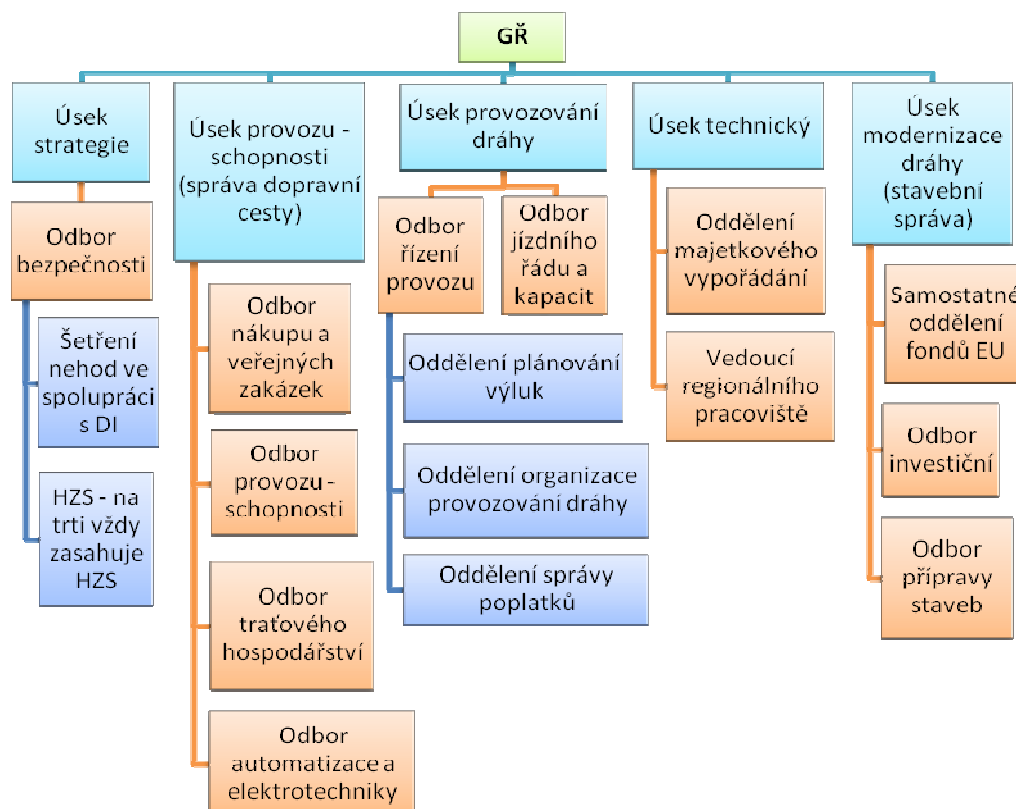 GŘ
Úsek
strategie
Odbor
bezpečnosti
Šetření
nehod ve
spolupráci
s DI
HZS - na
trti vždy
zasahuje
HZS
Úsek provozu -
schopnosti
(správa dopravní
cesty)
Odbor
nákupu a
veřejných
zakázek
Odbor
provozu -
schopnosti
Odbor
traťového
hospodářství
Odbor
automatizace a
elektrotechniky
Úsek provozování
dráhy
Odbor
řízení
provozu
Odbor
jízdního
řádu a
kapacit
Oddělení plánování
výluk
Oddělení organizace
provozování dráhy
Oddělení správy
poplatků
Úsek technický
Oddělení
majetkového
vypořádání
Vedoucí
regionálního
pracoviště
Úsek
modernizace
dráhy
(stavební
správa)
Samostatné
oddělení
fondů EU
Odbor
investiční
Odbor
přípravy
staveb